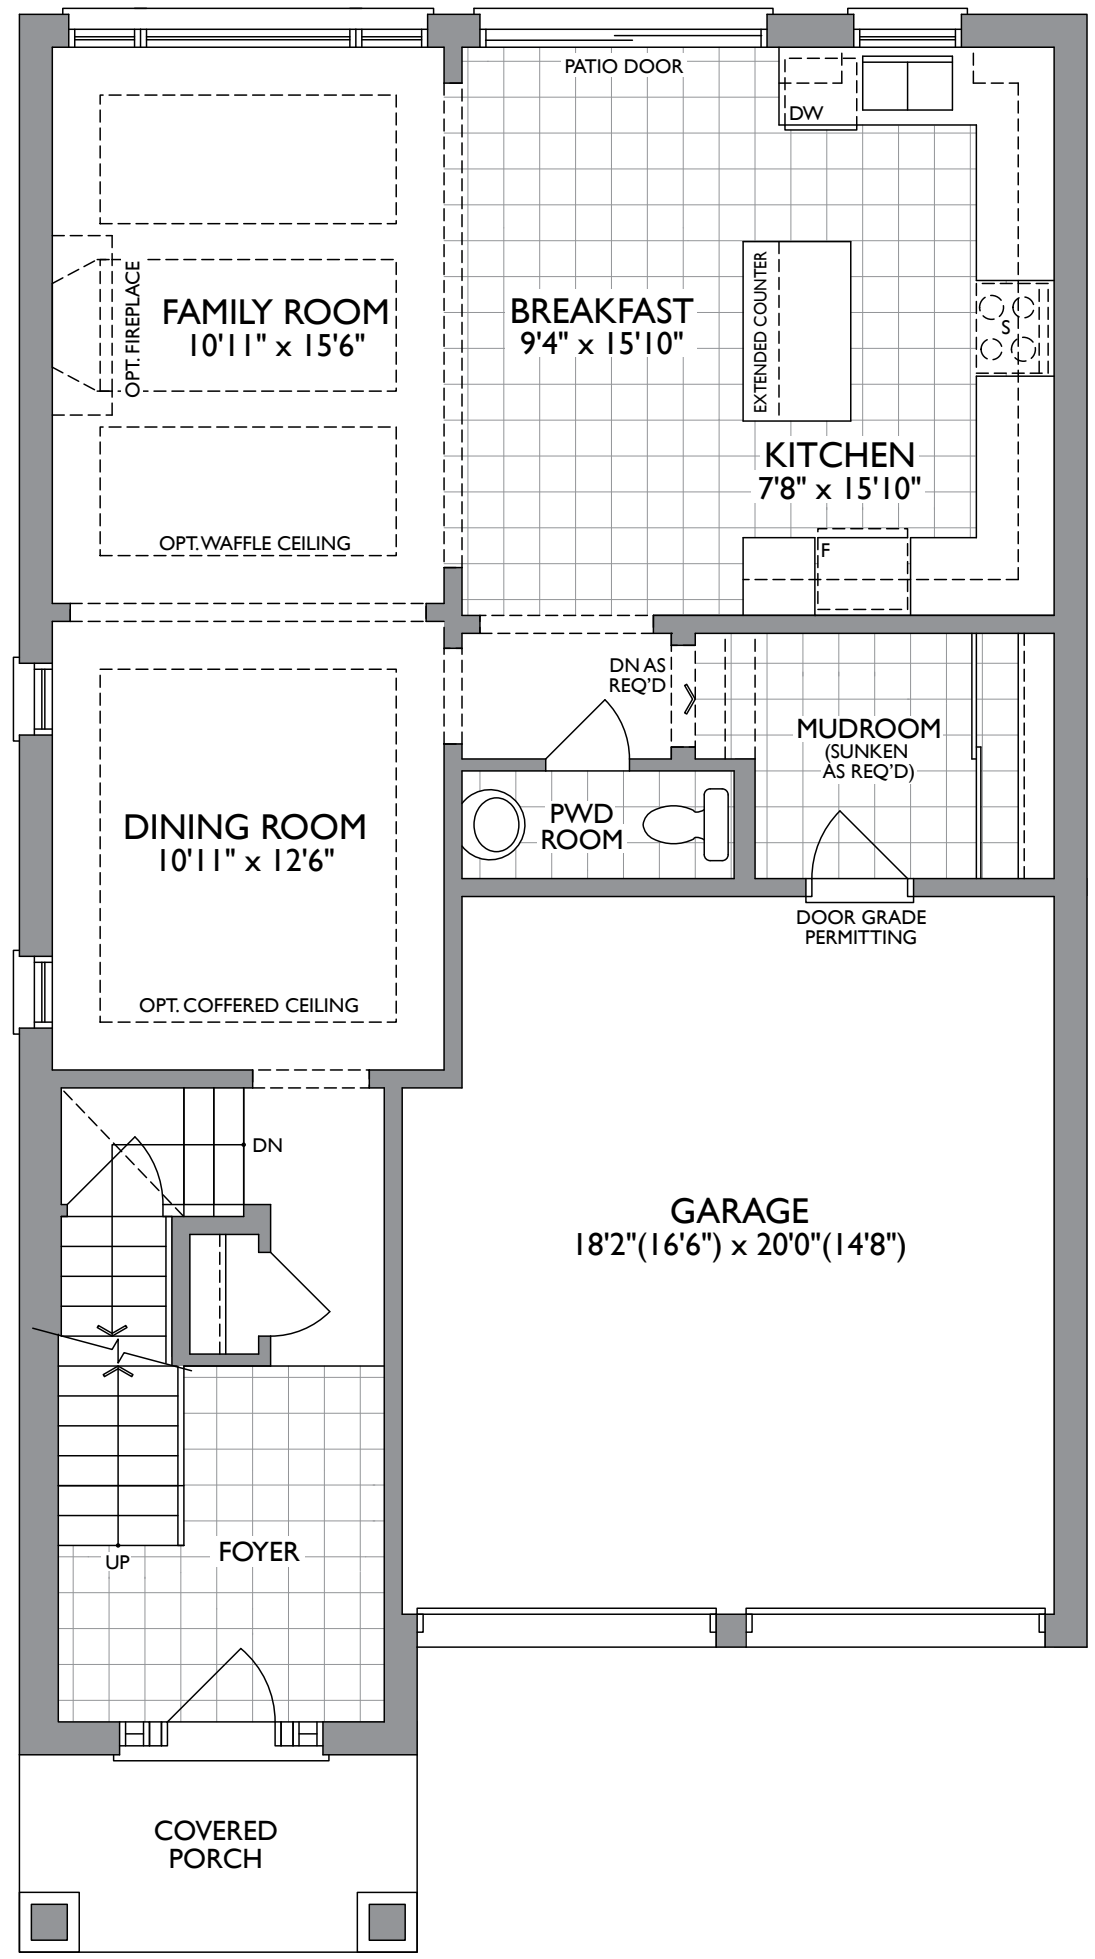 PATIO DOOR
DW
OPT. FIREPLACE
FAMILY ROOM
10'11" x 15'6"
BREAKFAST
9'4" x 15'10"
EXTENDED COUNTER
S
KITCHEN
7'8" x 15'10"
OPT. WAFFLE CEILING
F
DN AS
REQ'D
MUDROOM
(SUNKEN
AS REQ'D)
DINING ROOM
10'11" x 12'6"
PWD
ROOM
DOOR GRADE
PERMITTING
OPT. COFFERED CEILING
DN
GARAGE
18'2"(16'6") x 20'0"(14'8")
FOYER
UP
COVERED
PORCH